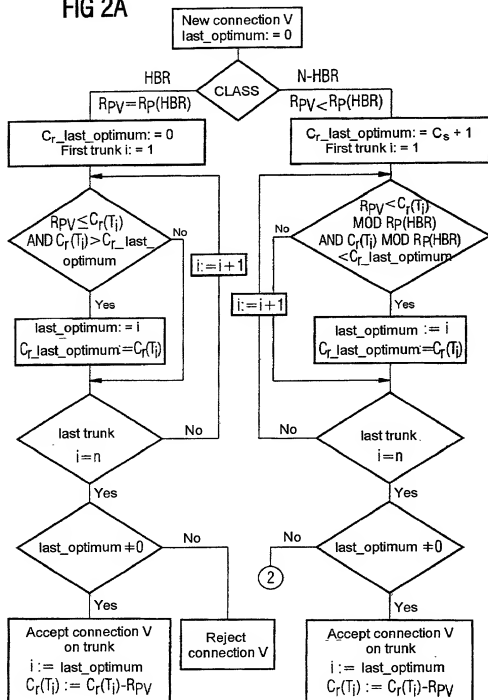 FIG 2A
New connection V
last_optimum: = 0
CLASS
HBR
RPV=RP(HBR)
N-HBR
RPV<RP(HBR)
Cr_last_optimum: = 0
First trunk i: = 1
Cr_last_optimum: = Cs + 1
First trunk i: = 1
RPV≤Cr(Ti)
AND Cr(Ti)>Cr_last_
optimum
No
Yes
i:=i+1
RPV<Cr(Ti)
MOD RP(HBR)
AND Cr(Ti) MOD RP(HBR)
<Cr_last_optimum
No
Yes
i:=i+1
last_optimum: = i
Cr_last_optimum:=Cr(Ti)
last_optimum := i
Cr_last_optimum:=Cr(Ti)
last trunk
i=n
No
Yes
last trunk
i=n
No
Yes
last_optimum ≠0
No
Yes
last_optimum ≠0
No
2
Yes
Accept connection V
on trunk
i := last_optimum
Cr(Ti) := Cr(Ti)-RPV
Reject
connection V
Accept connection V
on trunk
i := last_optimum
Cr(Ti) := Cr(Ti)-RPV